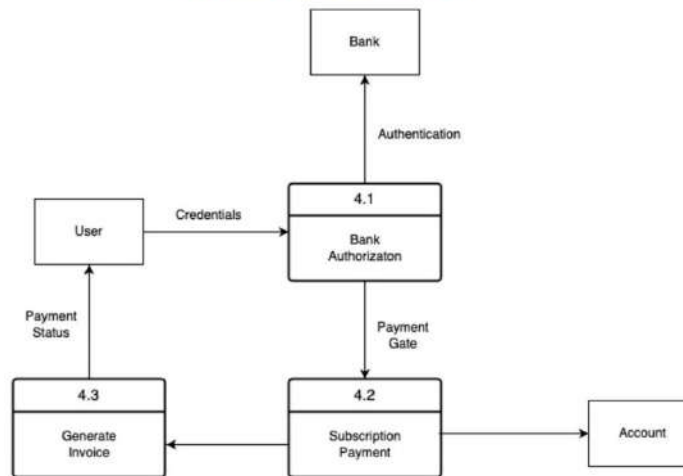 Bank
Authentication
4.1
Credentials
User
Bank
Authorizaton
Payment
Status
Payment
Gate
4.3
4.2
Generate
Invoice
Subscription
Payment
Account